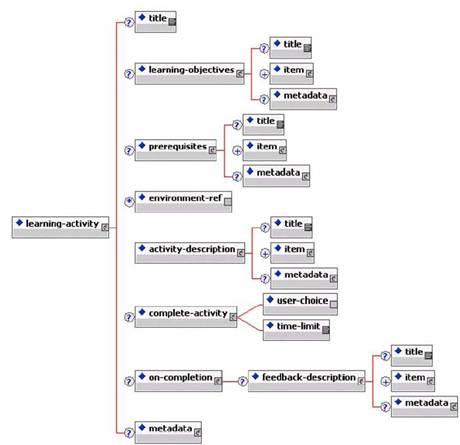 title
title
learning-objectives
item
metadata
title
prerequisites
item
metadata
environment-ref
learning-activity
title
activity-description
item
metadata
user-choice
complete-activity
time-limit
title
on-completion
feedback-description
item
metadata
metadata